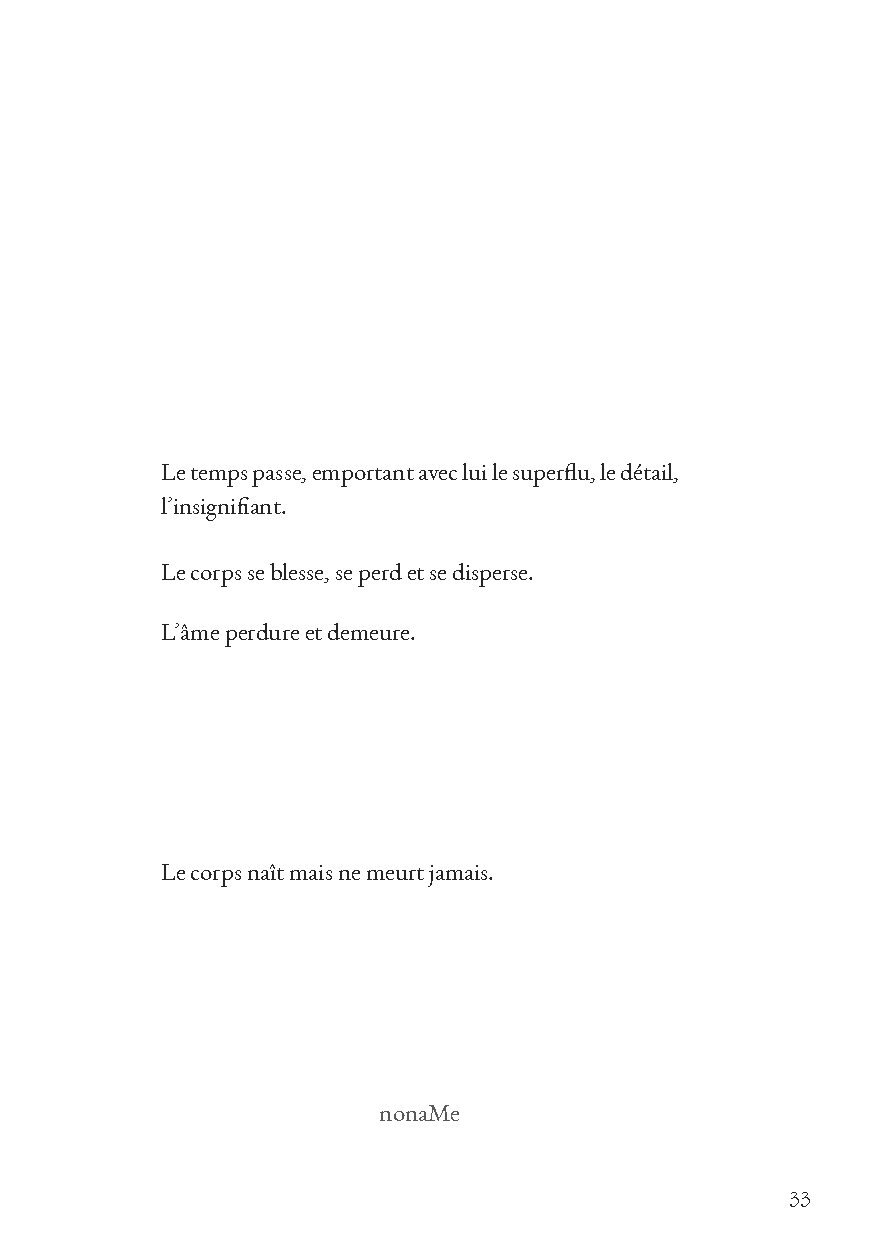 Le temps passe, emportant avec lui le superflu, le détail,
l’insignifiant.
Le corps se blesse, se perd et se disperse.
L’âme perdure et demeure.
Le corps naît mais ne meurt jamais.
nonaMe
33